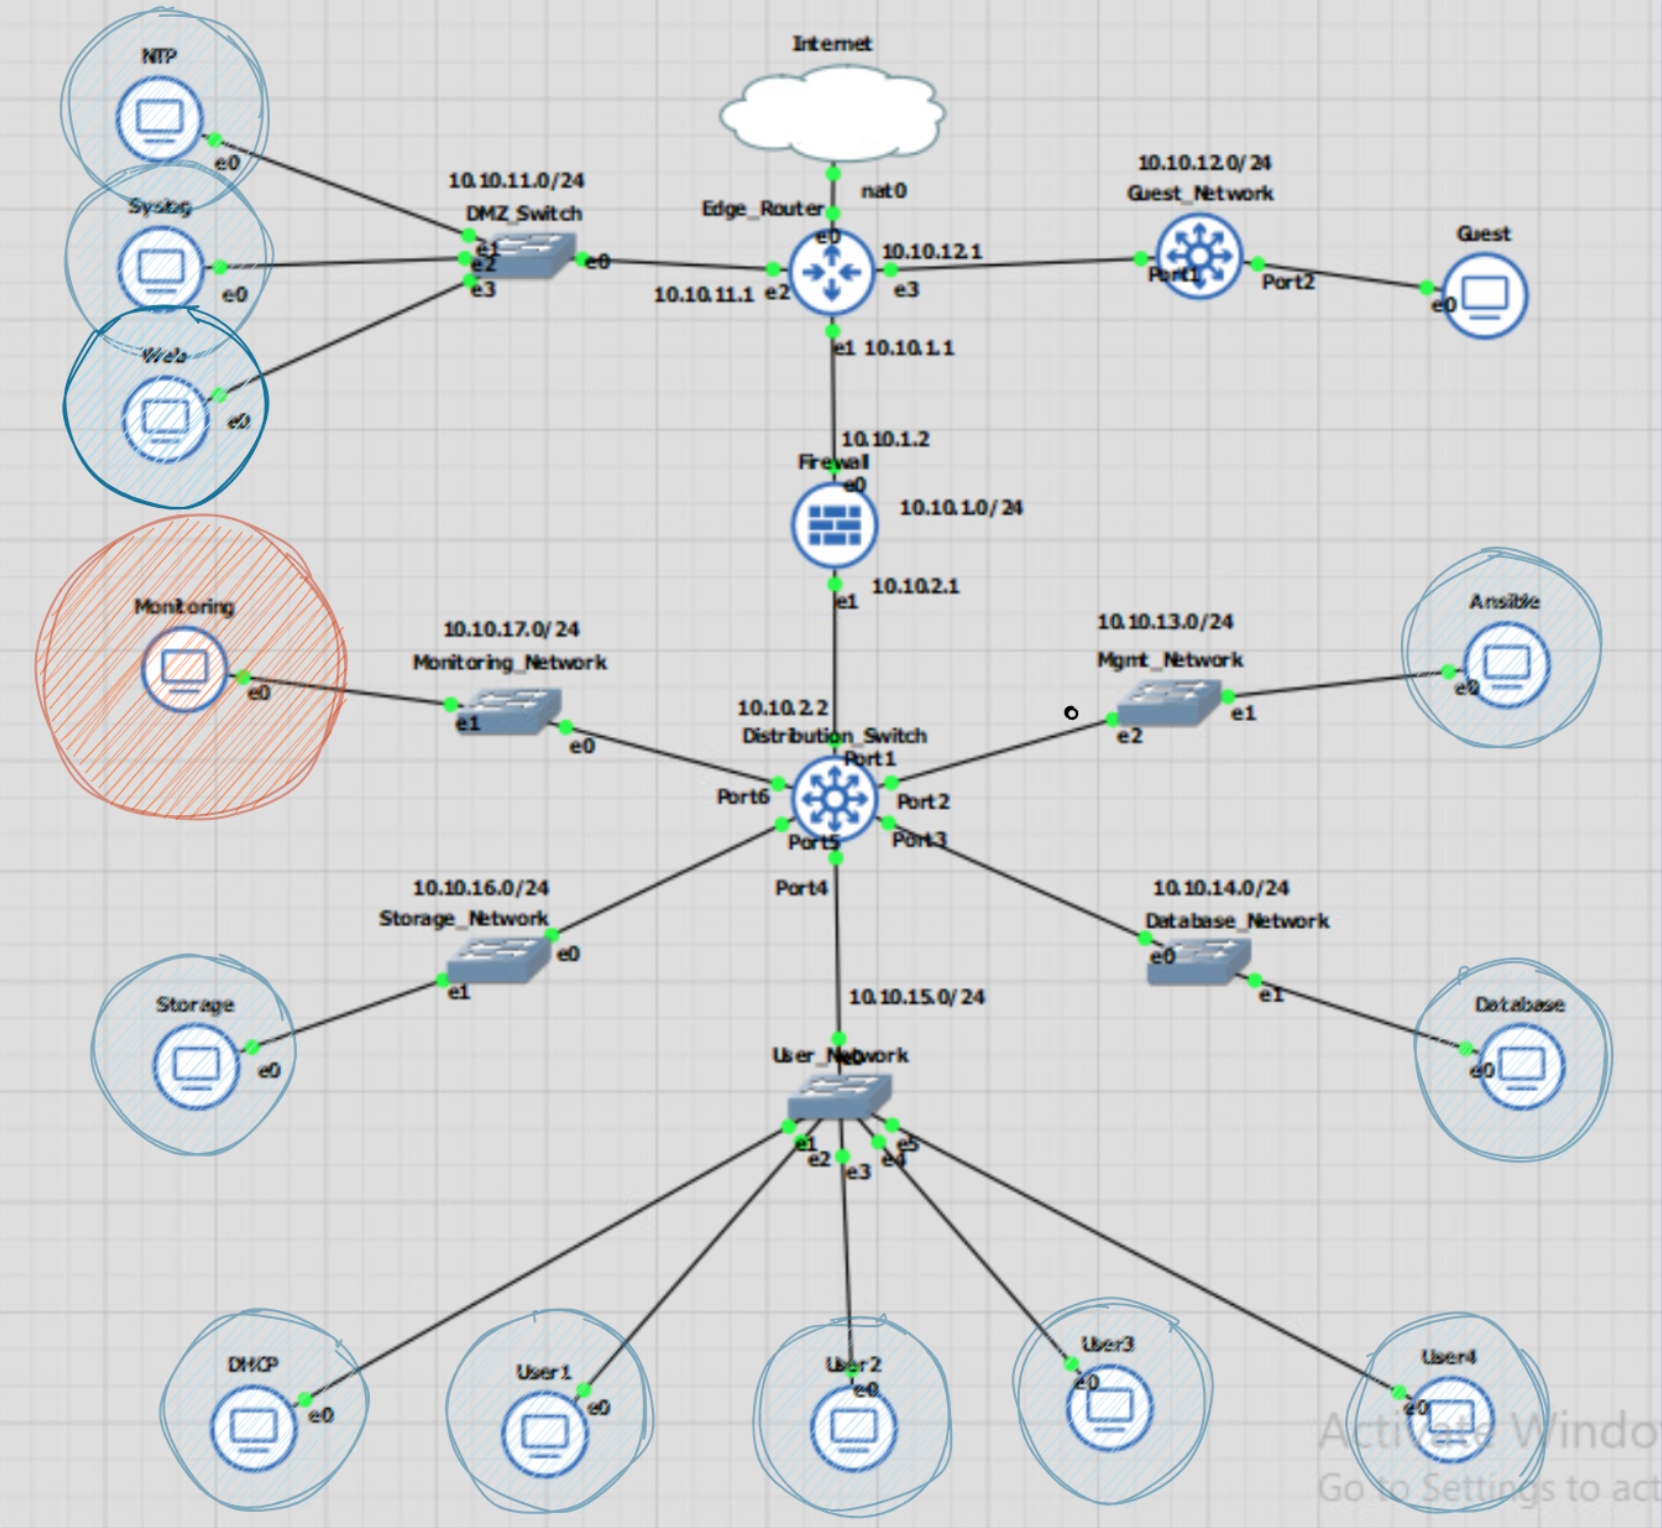 Internet
NTP
e0
nat0
10.10.11.0/24
DMZ_Switch
e1
e2
e3
e0
Syslog
e0
Web
e0
Edge_Router
e0
10.10.12.1
e3
10.10.11.1 e2
e1 10.10.1.1
10.10.12.0/24
Guest_Network
Port1
Port2
Guest
e0
10.10.1.2
Firewall
e0
10.10.1.0/24
10.10.2.1
e1
Monitoring
e0
10.10.17.0/24
Monitoring_Network
e1
e0
10.10.13.0/24
Mgmt_Network
e1
e2
Ansible
e0
10.10.2.2
Distribution_Switch
Port1
Port6
Port2
Port5
Port3
Port4
10.10.16.0/24
Storage_Network
e0
e1
Storage
e0
10.10.14.0/24
Database_Network
e0
e1
Database
e0
10.10.15.0/24
User_Network
e0
e1
e2
e3
e4
e5
DHCP
e0
User1
e0
User2
e0
User3
e0
User4
e0
Activate Windo
Go to Settings to act